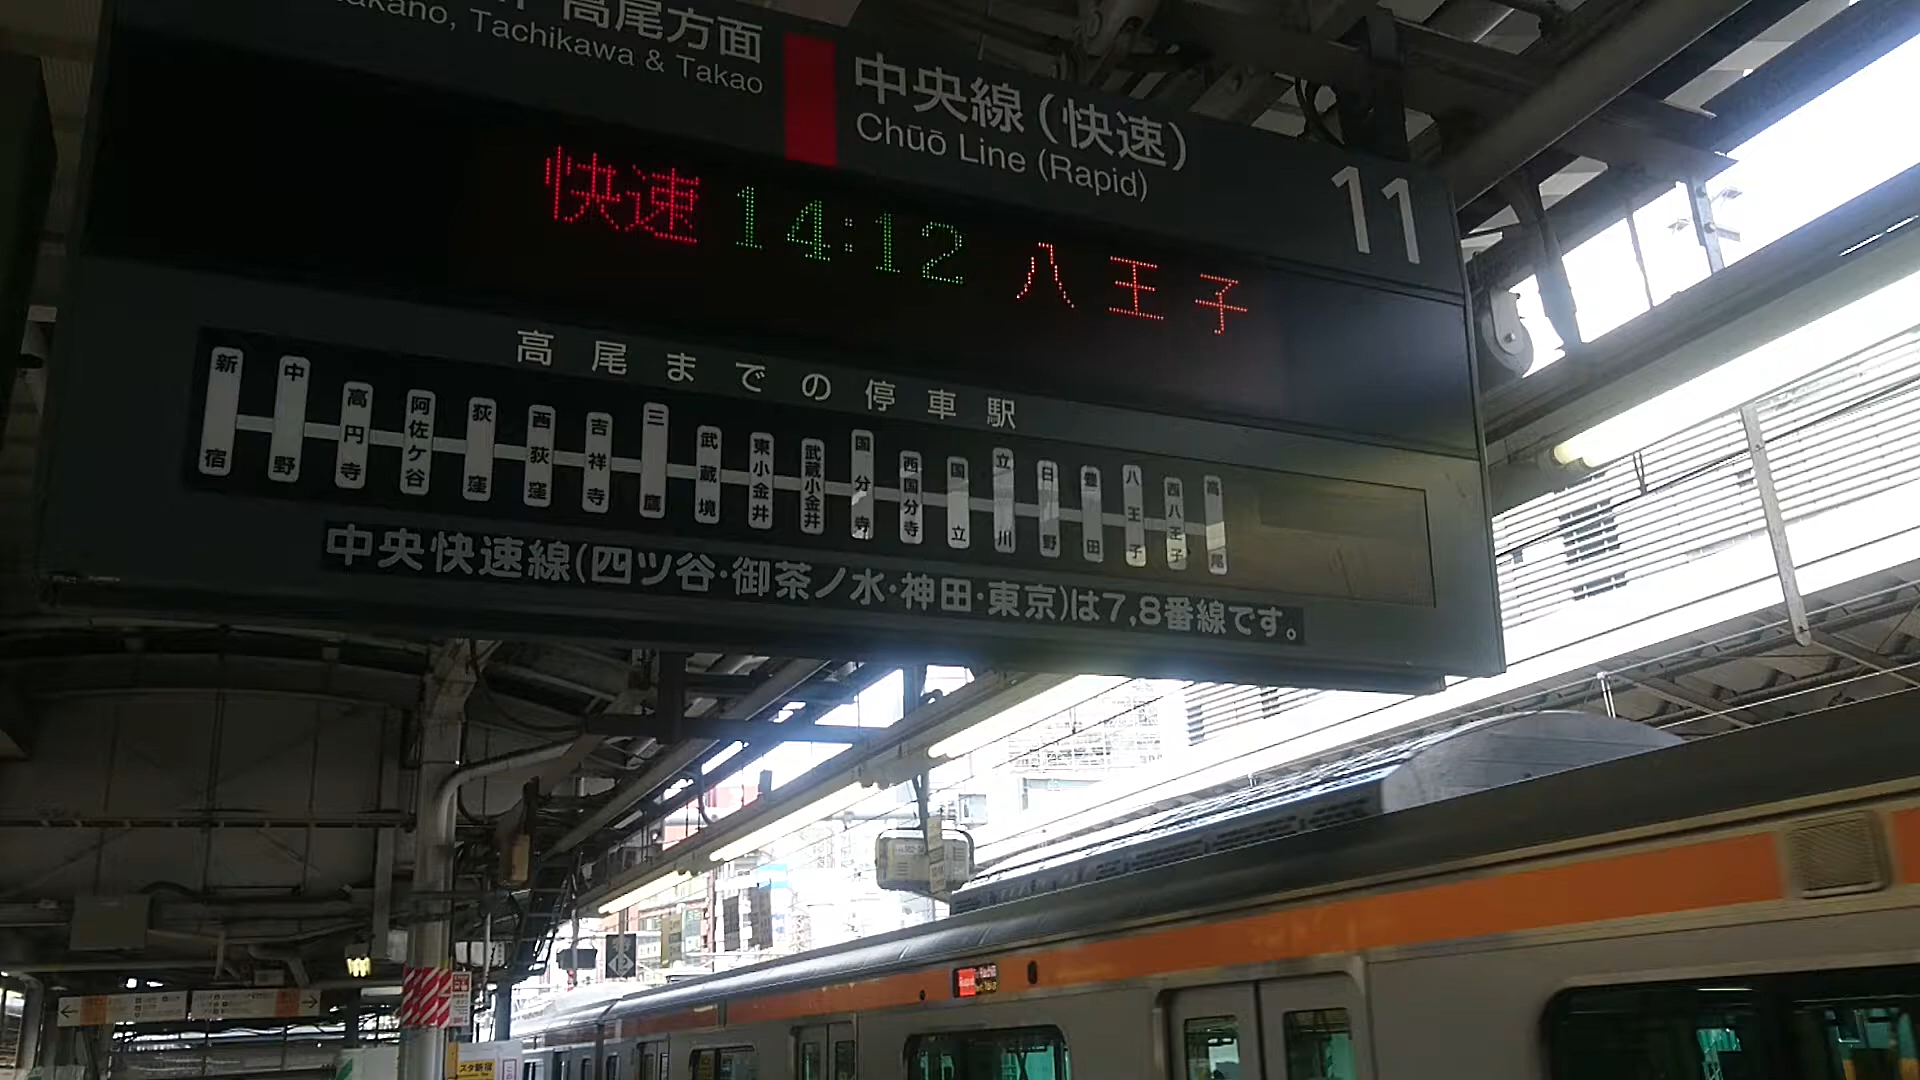 高尾方面
Tachikawa & Takao
中央線(快速)
Chūō Line (Rapid)
11
快速 14:12 八王子
高尾までの停車駅
新宿
中野
高円寺
阿佐ケ谷
荻窪
西荻窪
吉祥寺
三鷹
武蔵境
東小金井
武蔵小金井
国分寺
西国分寺
国立
立川
日野
豊田
八王子
西八王子
高尾
中央快速線(四ツ谷･御茶ノ水･神田･東京)は7,8番線です。